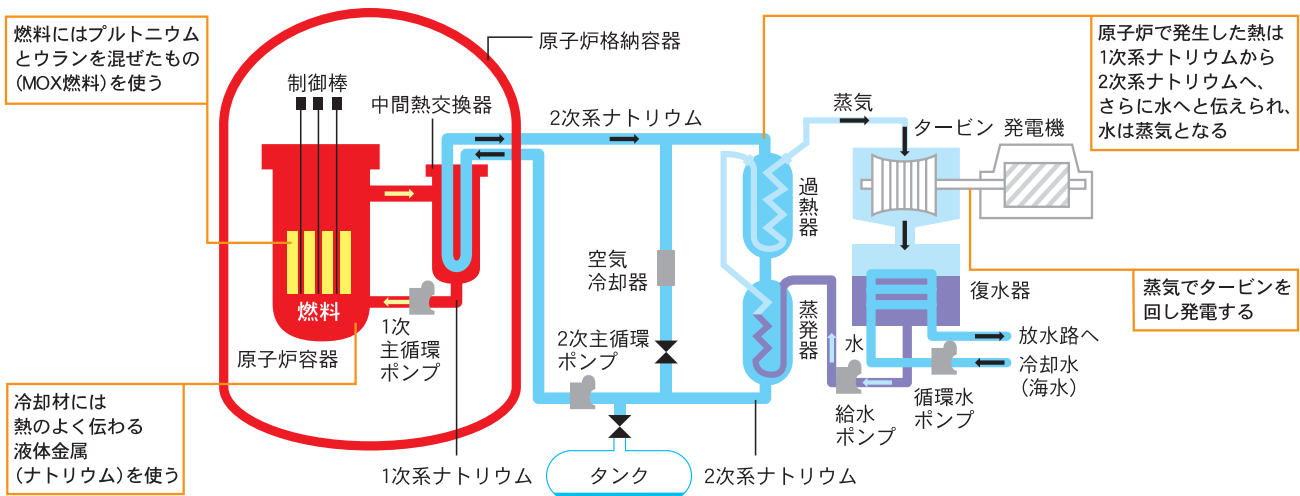 燃料にはプルトニウム
とウランを混ぜたもの
(MOX燃料)を使う
原子炉格納容器
制御棒
中間熱交換器
2次系ナトリウム
蒸気
タービン 発電機
原子炉で発生した熱は
1次系ナトリウムから
2次系ナトリウムへ、
さらに水へと伝えられ、
水は蒸気となる
過熱器
空気
冷却器
復水器
蒸気でタービンを
回し発電する
燃料
原子炉容器
1次
主循環
ポンプ
2次主循環
ポンプ
蒸発器
水
放水路へ
冷却水
(海水)
循環水
ポンプ
給水
ポンプ
冷却材には
熱のよく伝わる
液体金属
(ナトリウム)を使う
1次系ナトリウム
タンク
2次系ナトリウム